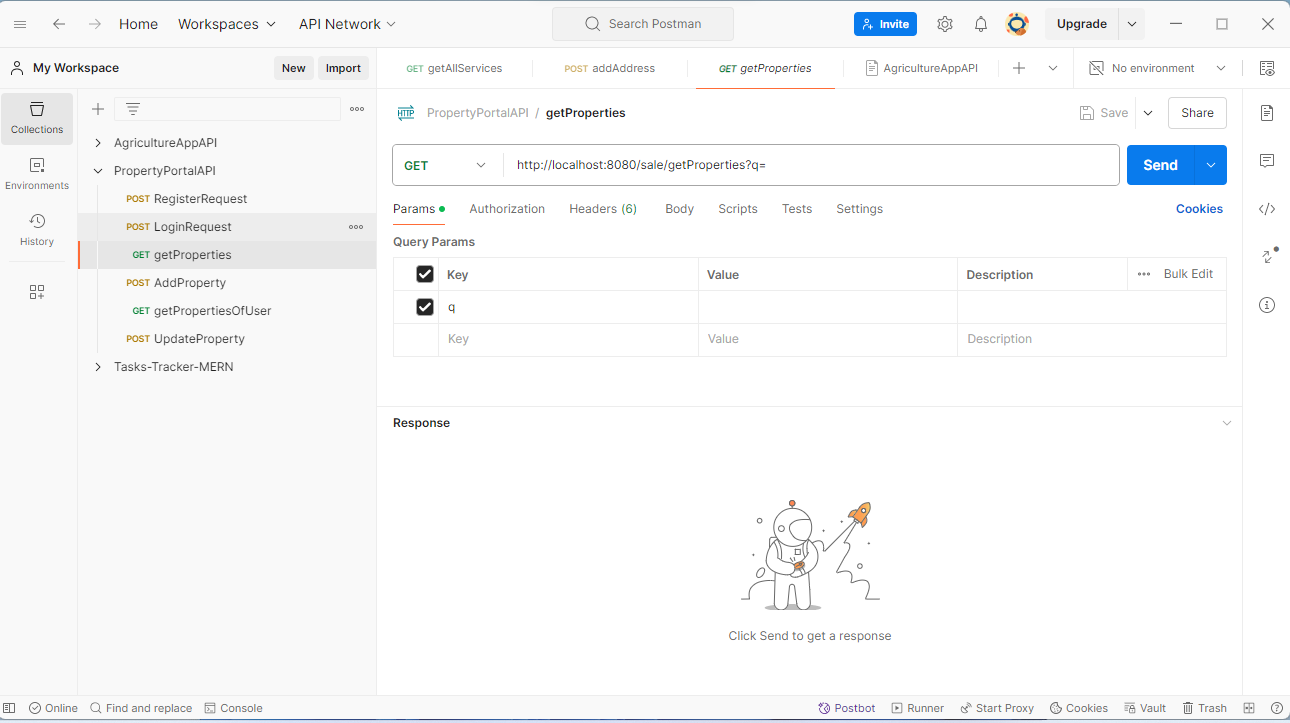 Home Workspaces API Network Search Postman Invite Upgrade
My Workspace New Import GET getAllServices POST addAddress GET getProperties AgricultureAppAPI No environment
Collections
Environments
History
AgricultureAppAPI
PropertyPortalAPI
POST RegisterRequest
POST LoginRequest
GET getProperties
POST AddProperty
GET getPropertiesOfUser
POST UpdateProperty
Tasks-Tracker-MERN
HTTP PropertyPortalAPI / getProperties Save Share
GET http://localhost:8080/sale/getProperties?q= Send
Params Authorization Headers (6) Body Scripts Tests Settings Cookies
Query Params
Key Value Description Bulk Edit
q
Key Value Description
Response
Click Send to get a response
Online Find and replace Console Postbot Runner Start Proxy Cookies Vault Trash